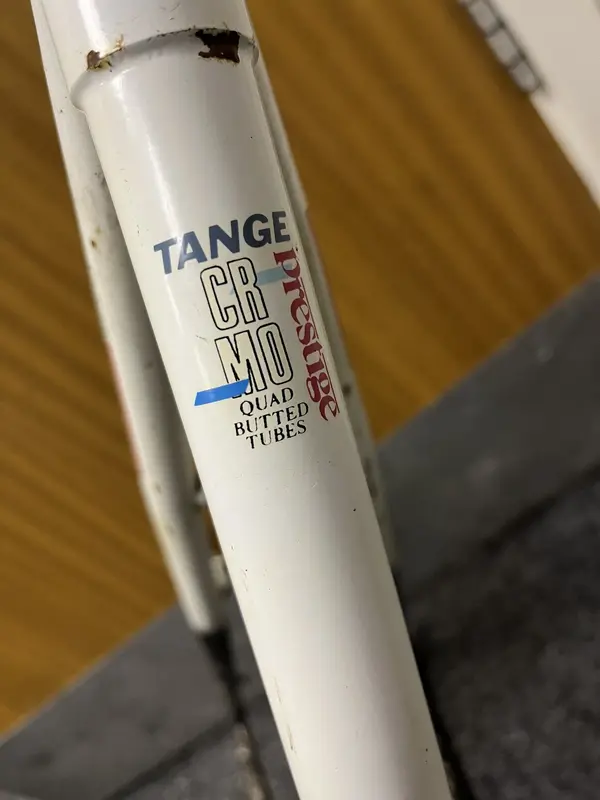 TANGE
CR
MO
prestige
QUAD
BUTTED
TUBES